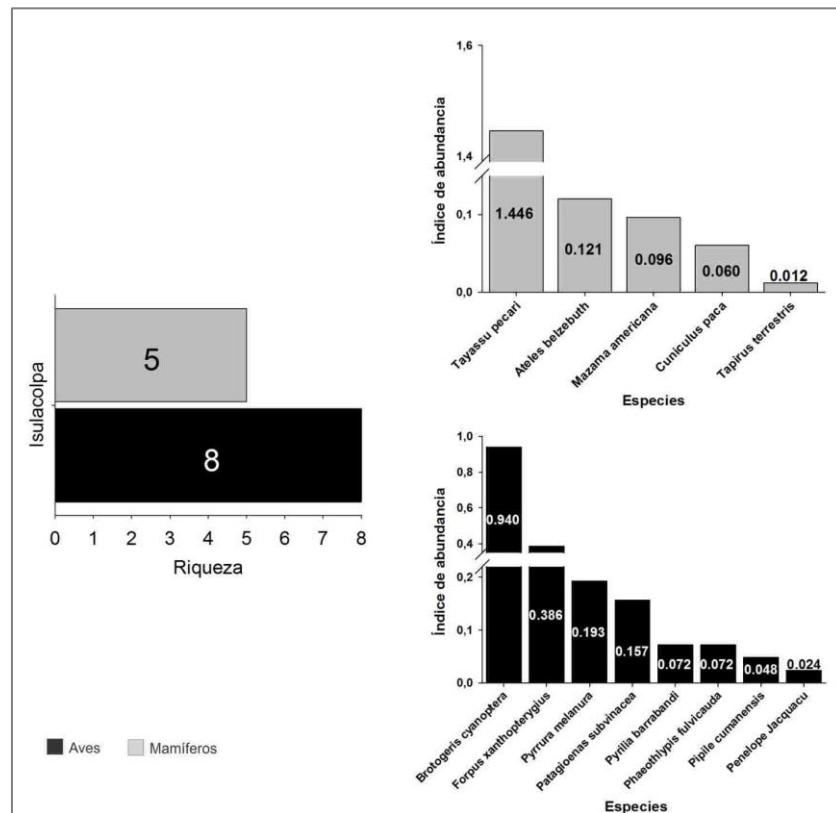 Isulacolpa
5
8
0 1 2 3 4 5 6 7 8
Riqueza
Aves
Mamíferos
Índice de abundancia
1,6
1,4
0,1
0,0
1.446
0.121
0.096
0.060
0.012
Tayassu pecari
Ateles belzebuth
Mazama americana
Cuniculus paca
Tapirus terrestris
Especies
Índice de abundancia
1,0
0,8
0,6
0,4
0,2
0,1
0,0
0.940
0.386
0.193
0.157
0.072
0.072
0.048
0.024
Brotogeris cyanoptera
Forpus xanthopterygius
Pyrrura melanura
Patagioenas subvinacea
Pyrilia barrabandi
Phaeothlypis fulvicauda
Pipile cumanensis
Penelope Jacquacu
Especies